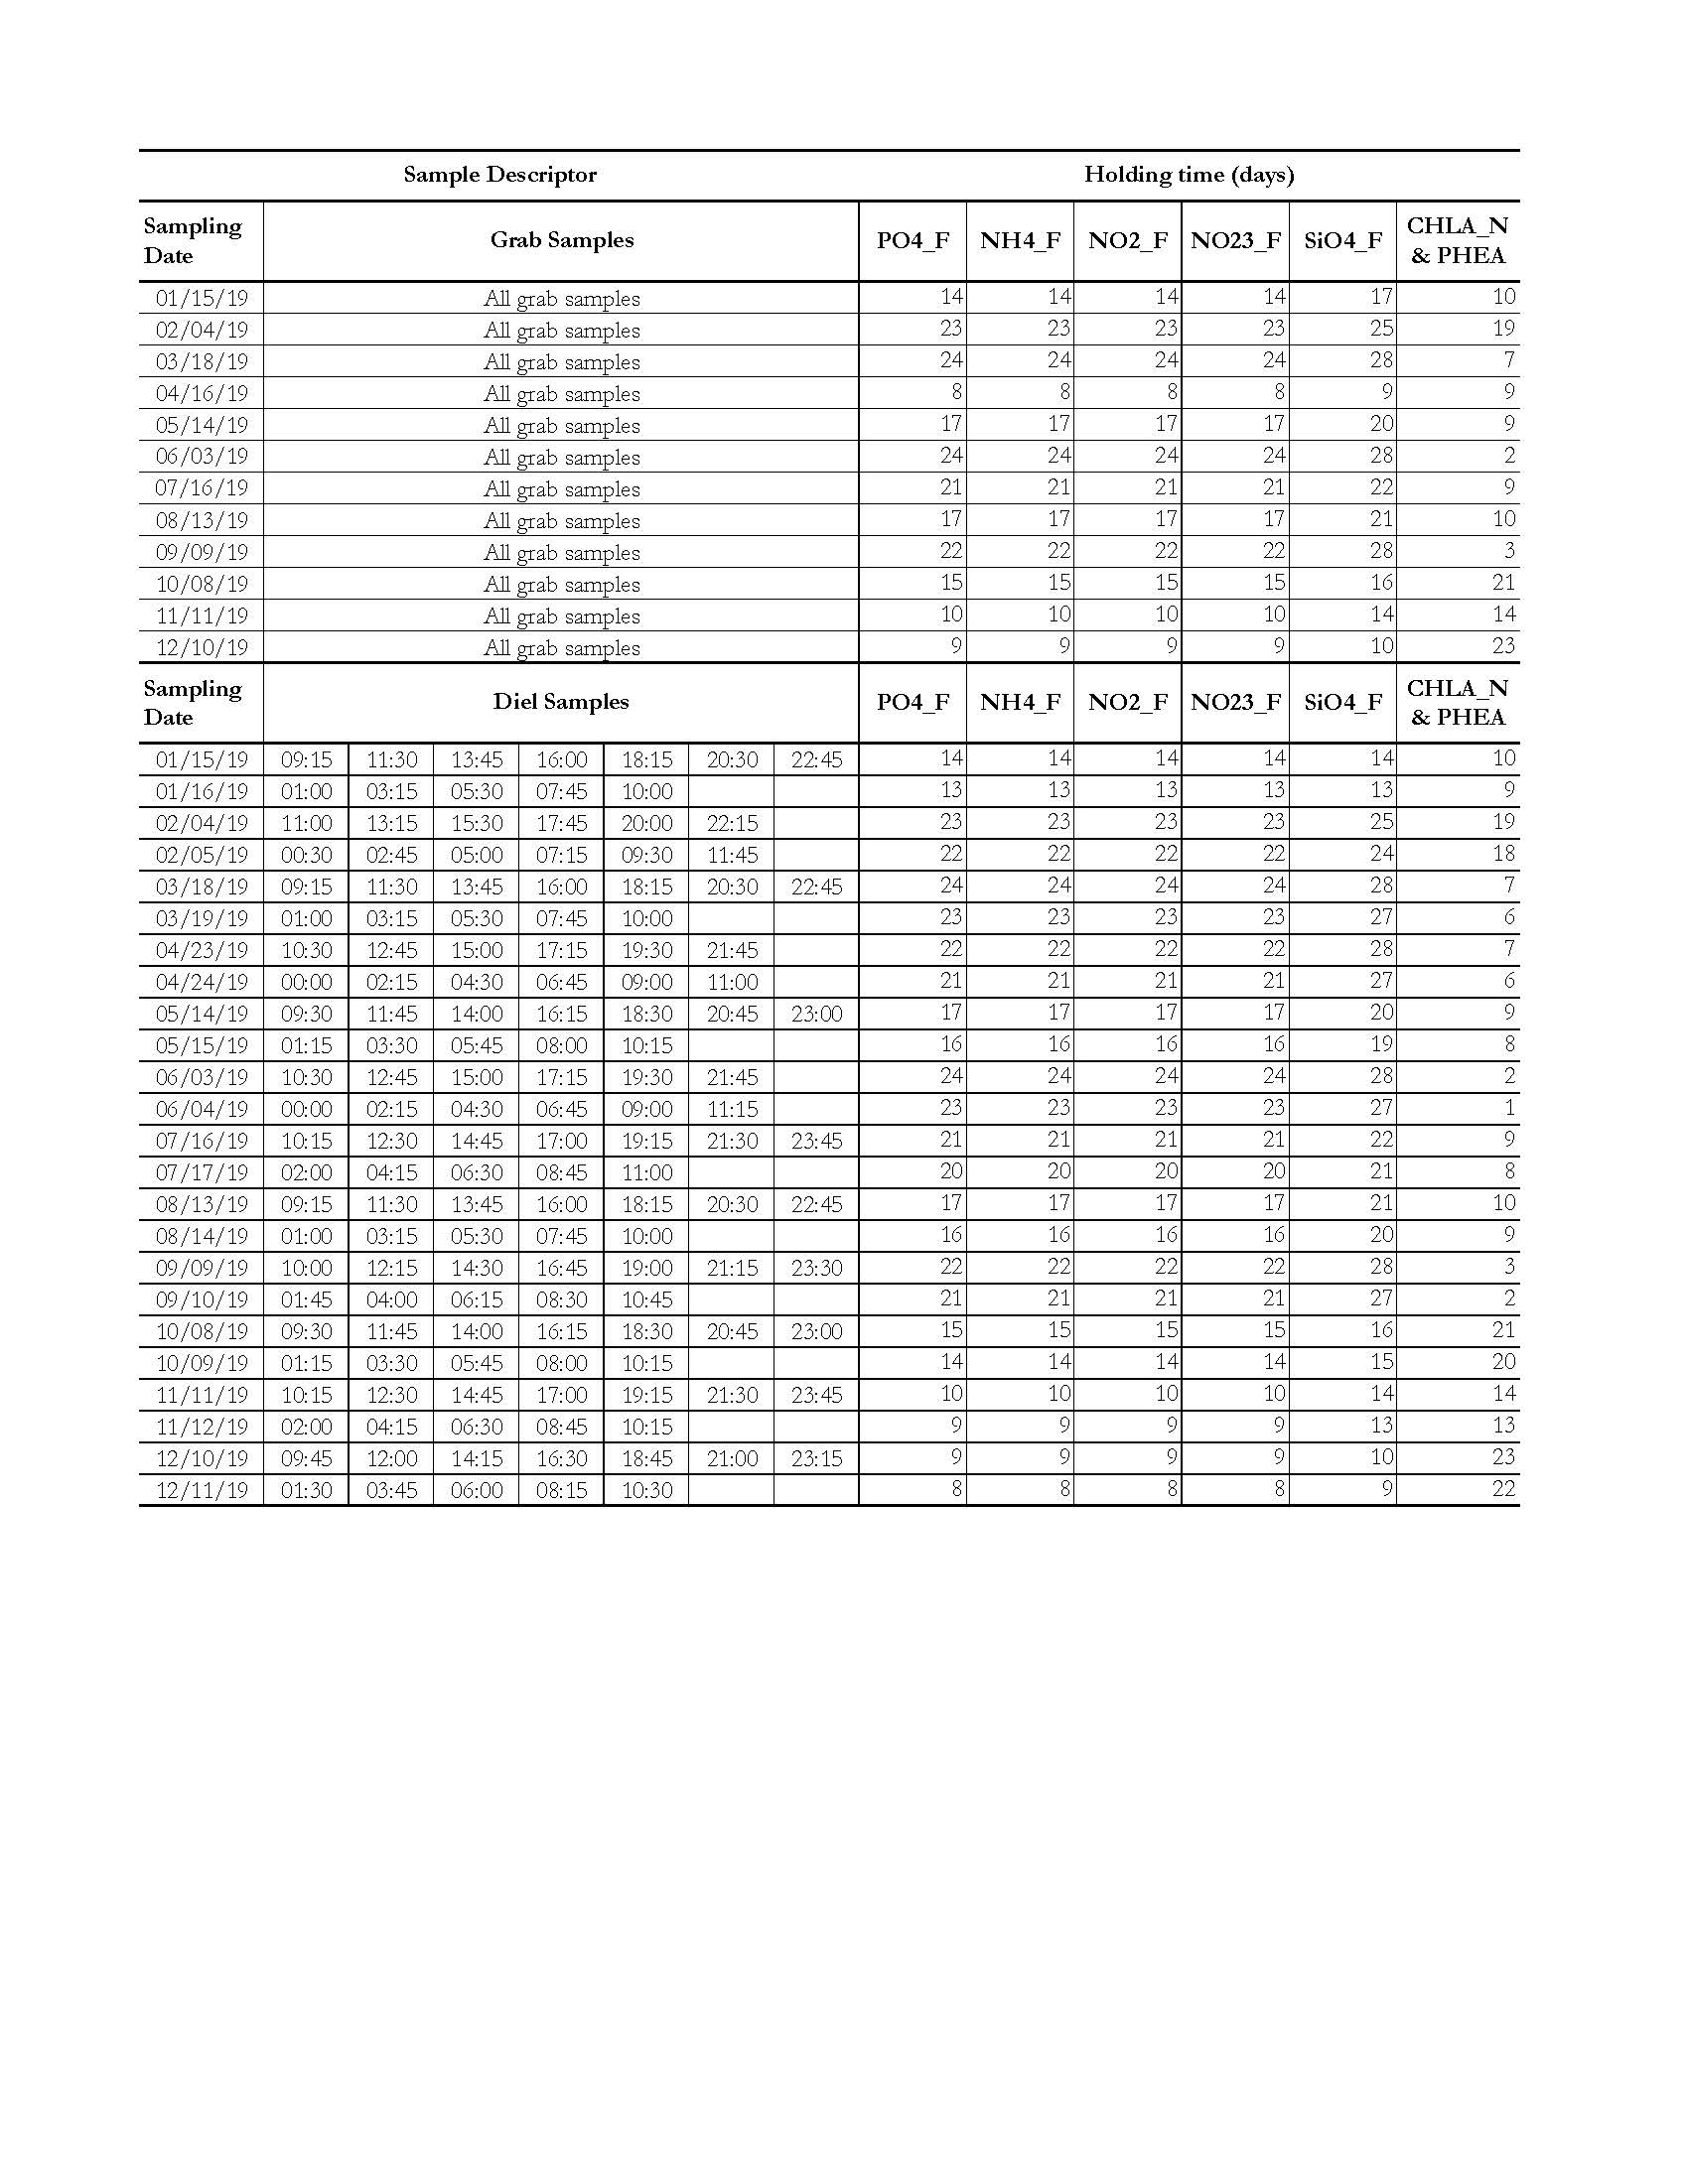 Sample Descriptor Holding time (days)
Sampling Date Grab Samples PO4_F NH4_F NO2_F NO23_F SiO4_F CHLA_N & PHEA
01/15/19 All grab samples 14 14 14 14 17 10
02/04/19 All grab samples 23 23 23 23 25 19
03/18/19 All grab samples 24 24 24 24 28 7
04/16/19 All grab samples 8 8 8 8 9 9
05/14/19 All grab samples 17 17 17 17 20 9
06/03/19 All grab samples 24 24 24 24 28 2
07/16/19 All grab samples 21 21 21 21 22 9
08/13/19 All grab samples 17 17 17 17 21 10
09/09/19 All grab samples 22 22 22 22 28 3
10/08/19 All grab samples 15 15 15 15 16 21
11/11/19 All grab samples 10 10 10 10 14 14
12/10/19 All grab samples 9 9 9 9 10 23
Sampling Date Diel Samples PO4_F NH4_F NO2_F NO23_F SiO4_F CHLA_N & PHEA
01/15/19 09:15 11:30 13:45 16:00 18:15 20:30 22:45 14 14 14 14 14 10
01/16/19 01:00 03:15 05:30 07:45 10:00 13 13 13 13 13 9
02/04/19 11:00 13:15 15:30 17:45 20:00 22:15 23 23 23 23 25 19
02/05/19 00:30 02:45 05:00 07:15 09:30 11:45 22 22 22 22 24 18
03/18/19 09:15 11:30 13:45 16:00 18:15 20:30 22:45 24 24 24 24 28 7
03/19/19 01:00 03:15 05:30 07:45 10:00 23 23 23 23 27 6
04/23/19 10:30 12:45 15:00 17:15 19:30 21:45 22 22 22 22 28 7
04/24/19 00:00 02:15 04:30 06:45 09:00 11:00 21 21 21 21 27 6
05/14/19 09:30 11:45 14:00 16:15 18:30 20:45 23:00 17 17 17 17 20 9
05/15/19 01:15 03:30 05:45 08:00 10:15 16 16 16 16 19 8
06/03/19 10:30 12:45 15:00 17:15 19:30 21:45 24 24 24 24 28 2
06/04/19 00:00 02:15 04:30 06:45 09:00 11:15 23 23 23 23 27 1
07/16/19 10:15 12:30 14:45 17:00 19:15 21:30 23:45 21 21 21 21 22 9
07/17/19 02:00 04:15 06:30 08:45 11:00 20 20 20 20 21 8
08/13/19 09:15 11:30 13:45 16:00 18:15 20:30 22:45 17 17 17 17 21 10
08/14/19 01:00 03:15 05:30 07:45 10:00 16 16 16 16 20 9
09/09/19 10:00 12:15 14:30 16:45 19:00 21:15 23:30 22 22 22 22 28 3
09/10/19 01:45 04:00 06:15 08:30 10:45 21 21 21 21 27 2
10/08/19 09:30 11:45 14:00 16:15 18:30 20:45 23:00 15 15 15 15 16 21
10/09/19 01:15 03:30 05:45 08:00 10:15 14 14 14 14 15 20
11/11/19 10:15 12:30 14:45 17:00 19:15 21:30 23:45 10 10 10 10 14 14
11/12/19 02:00 04:15 06:30 08:45 10:15 9 9 9 9 13 13
12/10/19 09:45 12:00 14:15 16:30 18:45 21:00 23:15 9 9 9 9 10 23
12/11/19 01:30 03:45 06:00 08:15 10:30 8 8 8 8 9 22